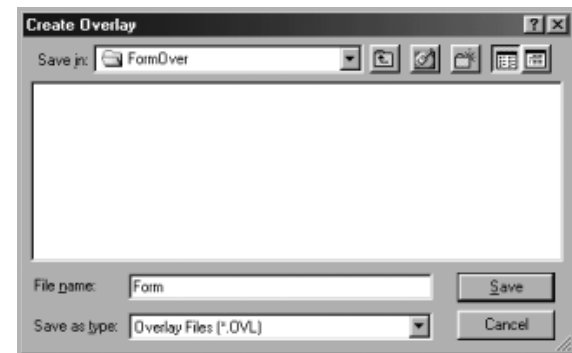 Create Overlay
Save in: FormOver
File name: Form Save
Save as type: Overlay Files (*.OVL) Cancel